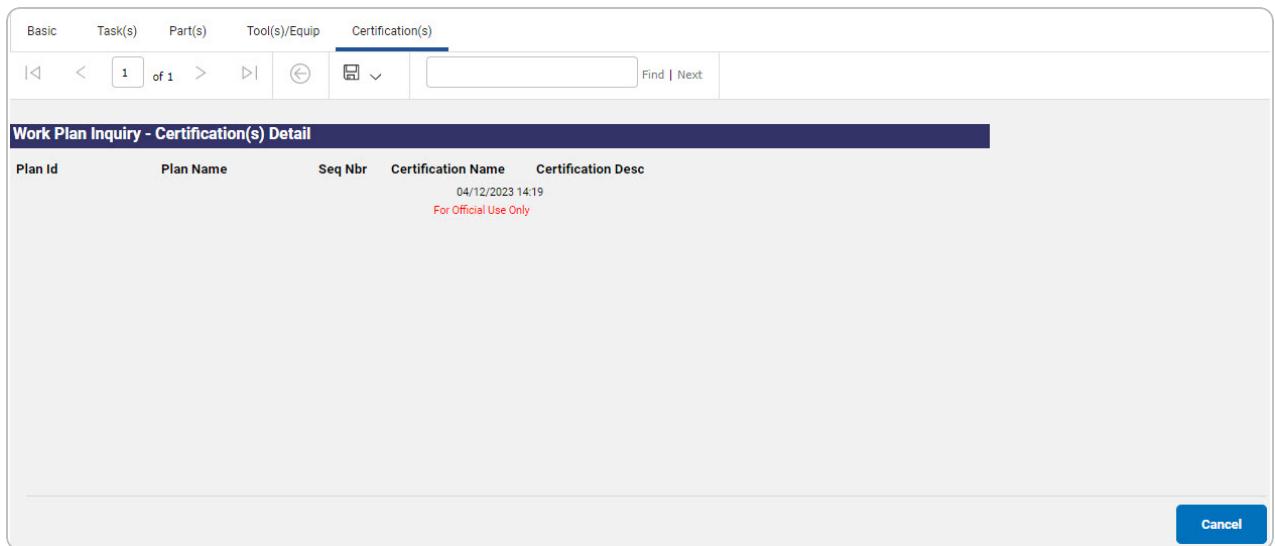 Basic Task(s) Part(s) Tool(s)/Equip Certification(s)
1 of 1 Find | Next
Work Plan Inquiry - Certification(s) Detail
Plan Id Plan Name Seq Nbr Certification Name Certification Desc
04/12/2023 14:19
For Official Use Only
Cancel